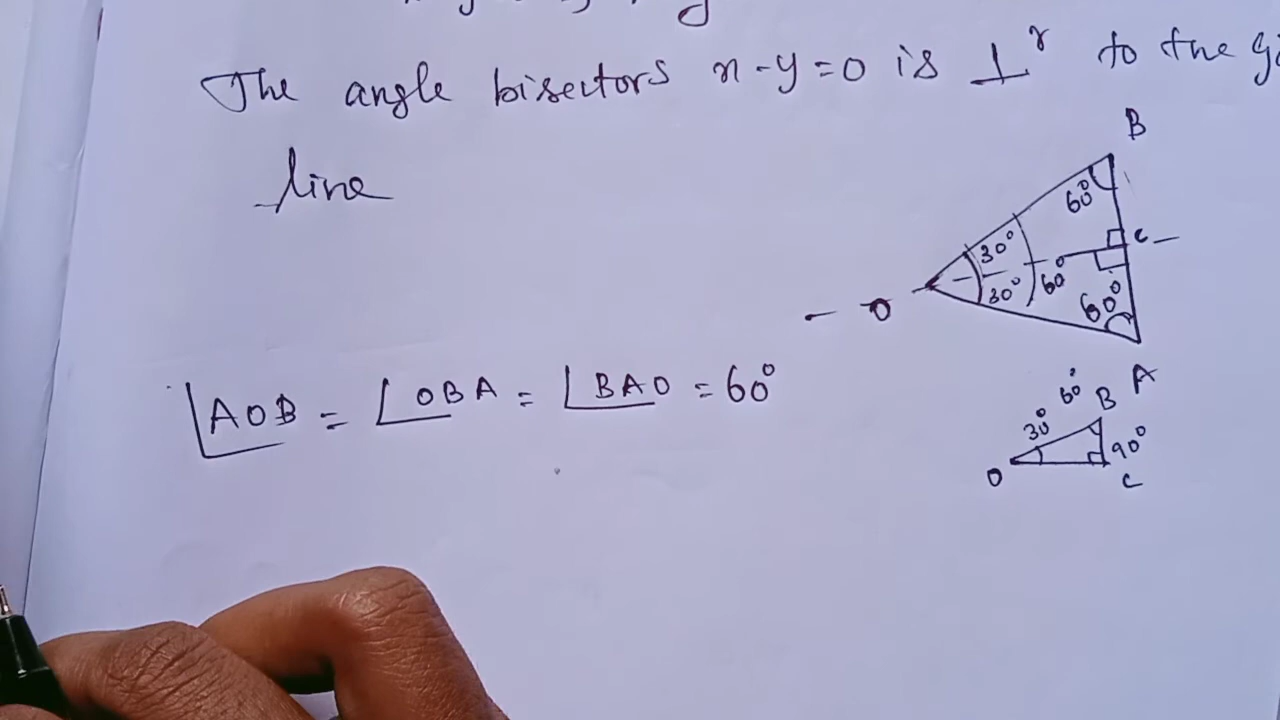 The angle bisectors x-y=0 is ⊥r to the
line
B
60°
30°
30°
60°
C
60°
O
A
∠AOB = ∠OBA = ∠BAO = 60°
60°
B
30°
90°
O
C